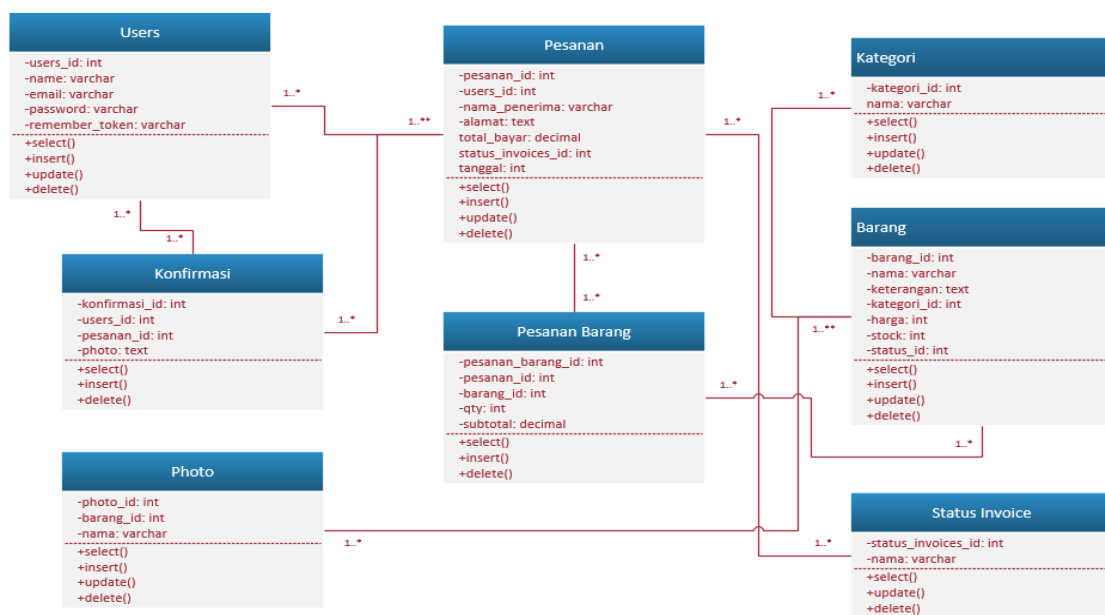 Users
-users_id: int
-name: varchar
-email: varchar
-password: varchar
-remember_token: varchar
+select()
+insert()
+update()
+delete()
1..*
1..**
1..*
1..*
Konfirmasi
-konfirmasi_id: int
-users_id: int
-pesanan_id: int
-photo: text
+select()
+insert()
+delete()
1..*
Photo
-photo_id: int
-barang_id: int
-nama: varchar
+select()
+insert()
+update()
+delete()
1..*
Pesanan
-pesanan_id: int
-users_id: int
-nama_penerima: varchar
-alamat: text
total_bayar: decimal
status_invoices_id: int
tanggal: int
+select()
+insert()
+update()
+delete()
1..*
1..*
1..*
Pesanan Barang
-pesanan_barang_id: int
-pesanan_id: int
-barang_id: int
-qty: int
-subtotal: decimal
+select()
+insert()
+delete()
1..*
Kategori
-kategori_id: int
nama: varchar
+select()
+insert()
+update()
+delete()
1..*
Barang
-barang_id: int
-nama: varchar
-keterangan: text
-kategori_id: int
-harga: int
-stock: int
-status_id: int
+select()
+insert()
+update()
+delete()
1..**
1..*
Status Invoice
-status_invoices_id: int
-nama: varchar
+select()
+update()
+delete()
1..*